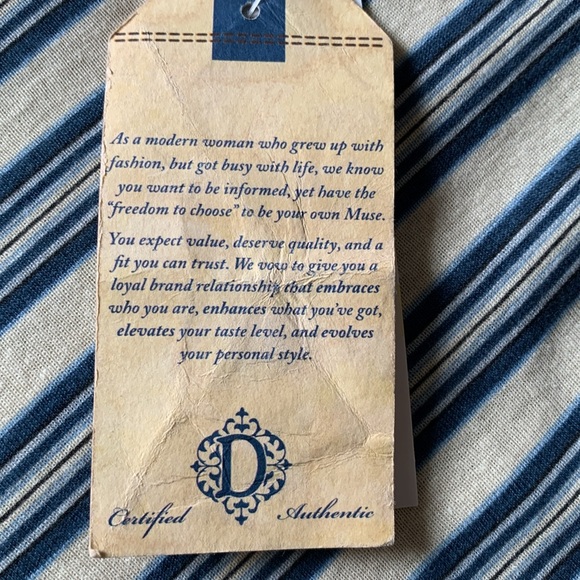 As a modern woman who grew up with
fashion, but got busy with life, we know
you want to be informed, yet have the
"freedom to choose" to be your own Muse.
You expect value, deserve quality, and a
fit you can trust. We vow to give you a
loyal brand relationship that embraces
who you are, enhances what you've got,
elevates your taste level, and evolves
your personal style.
D
Certified Authentic